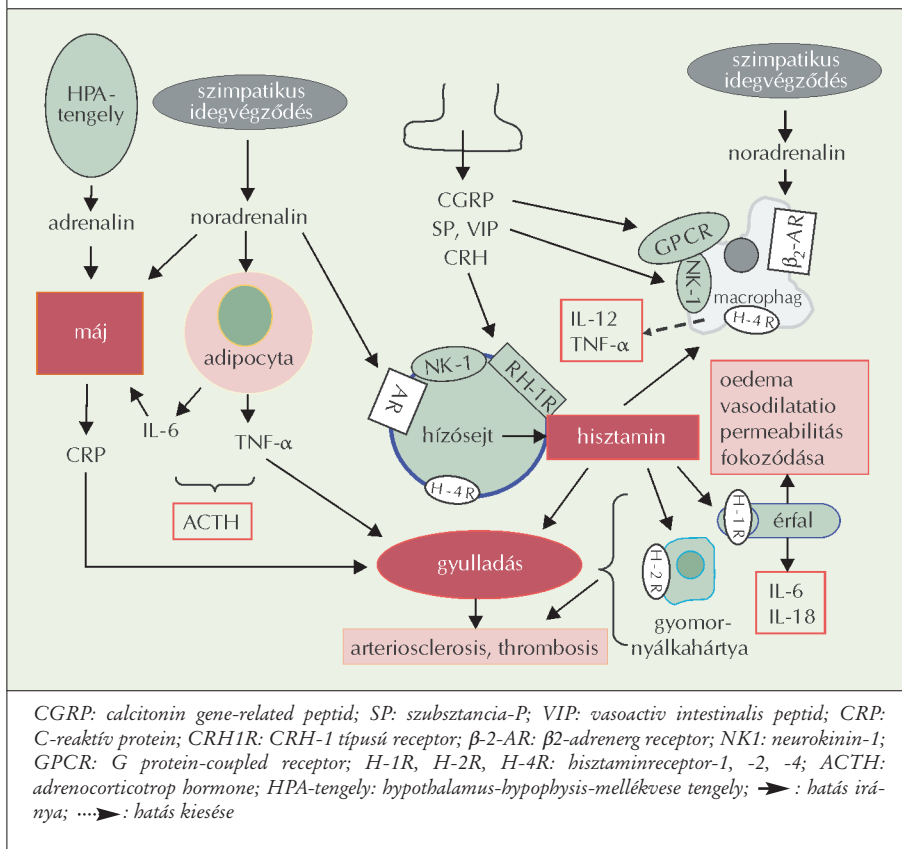 HPA-
tengely
szimpatikus
idegvégződés
szimpatikus
idegvégződés
noradrenalin
adrenalin
noradrenalin
CGRP
SP, VIP
CRH
GPCR
NK-1
β2-AR
macrophag
H-4R
máj
adipocyta
IL-12
TNF-α
AR
NK-1
RH-1R
hízósejt
H-4R
hisztamin
oedema
vasodilatatio
permeabilitás
fokozódása
IL-6
CRP
TNF-α
ACTH
H-1R
érfal
gyulladás
H-2R
gyomor-
nyálkahártya
IL-6
IL-18
arteriosclerosis, thrombosis
CGRP: calcitonin gene-related peptid; SP: szubsztancia-P; VIP: vasoactiv intestinalis peptid; CRP:
C-reaktív protein; CRH1R: CRH-1 típusú receptor; β-2-AR: β2-adrenerg receptor; NK1: neurokinin-1;
GPCR: G protein-coupled receptor; H-1R, H-2R, H-4R: hisztaminreceptor-1, -2, -4; ACTH:
adrenocorticotrop hormone; HPA-tengely: hypothalamus-hypophysis-mellékvese tengely; → : hatás irá-
nya; ····➤ : hatás kiesése